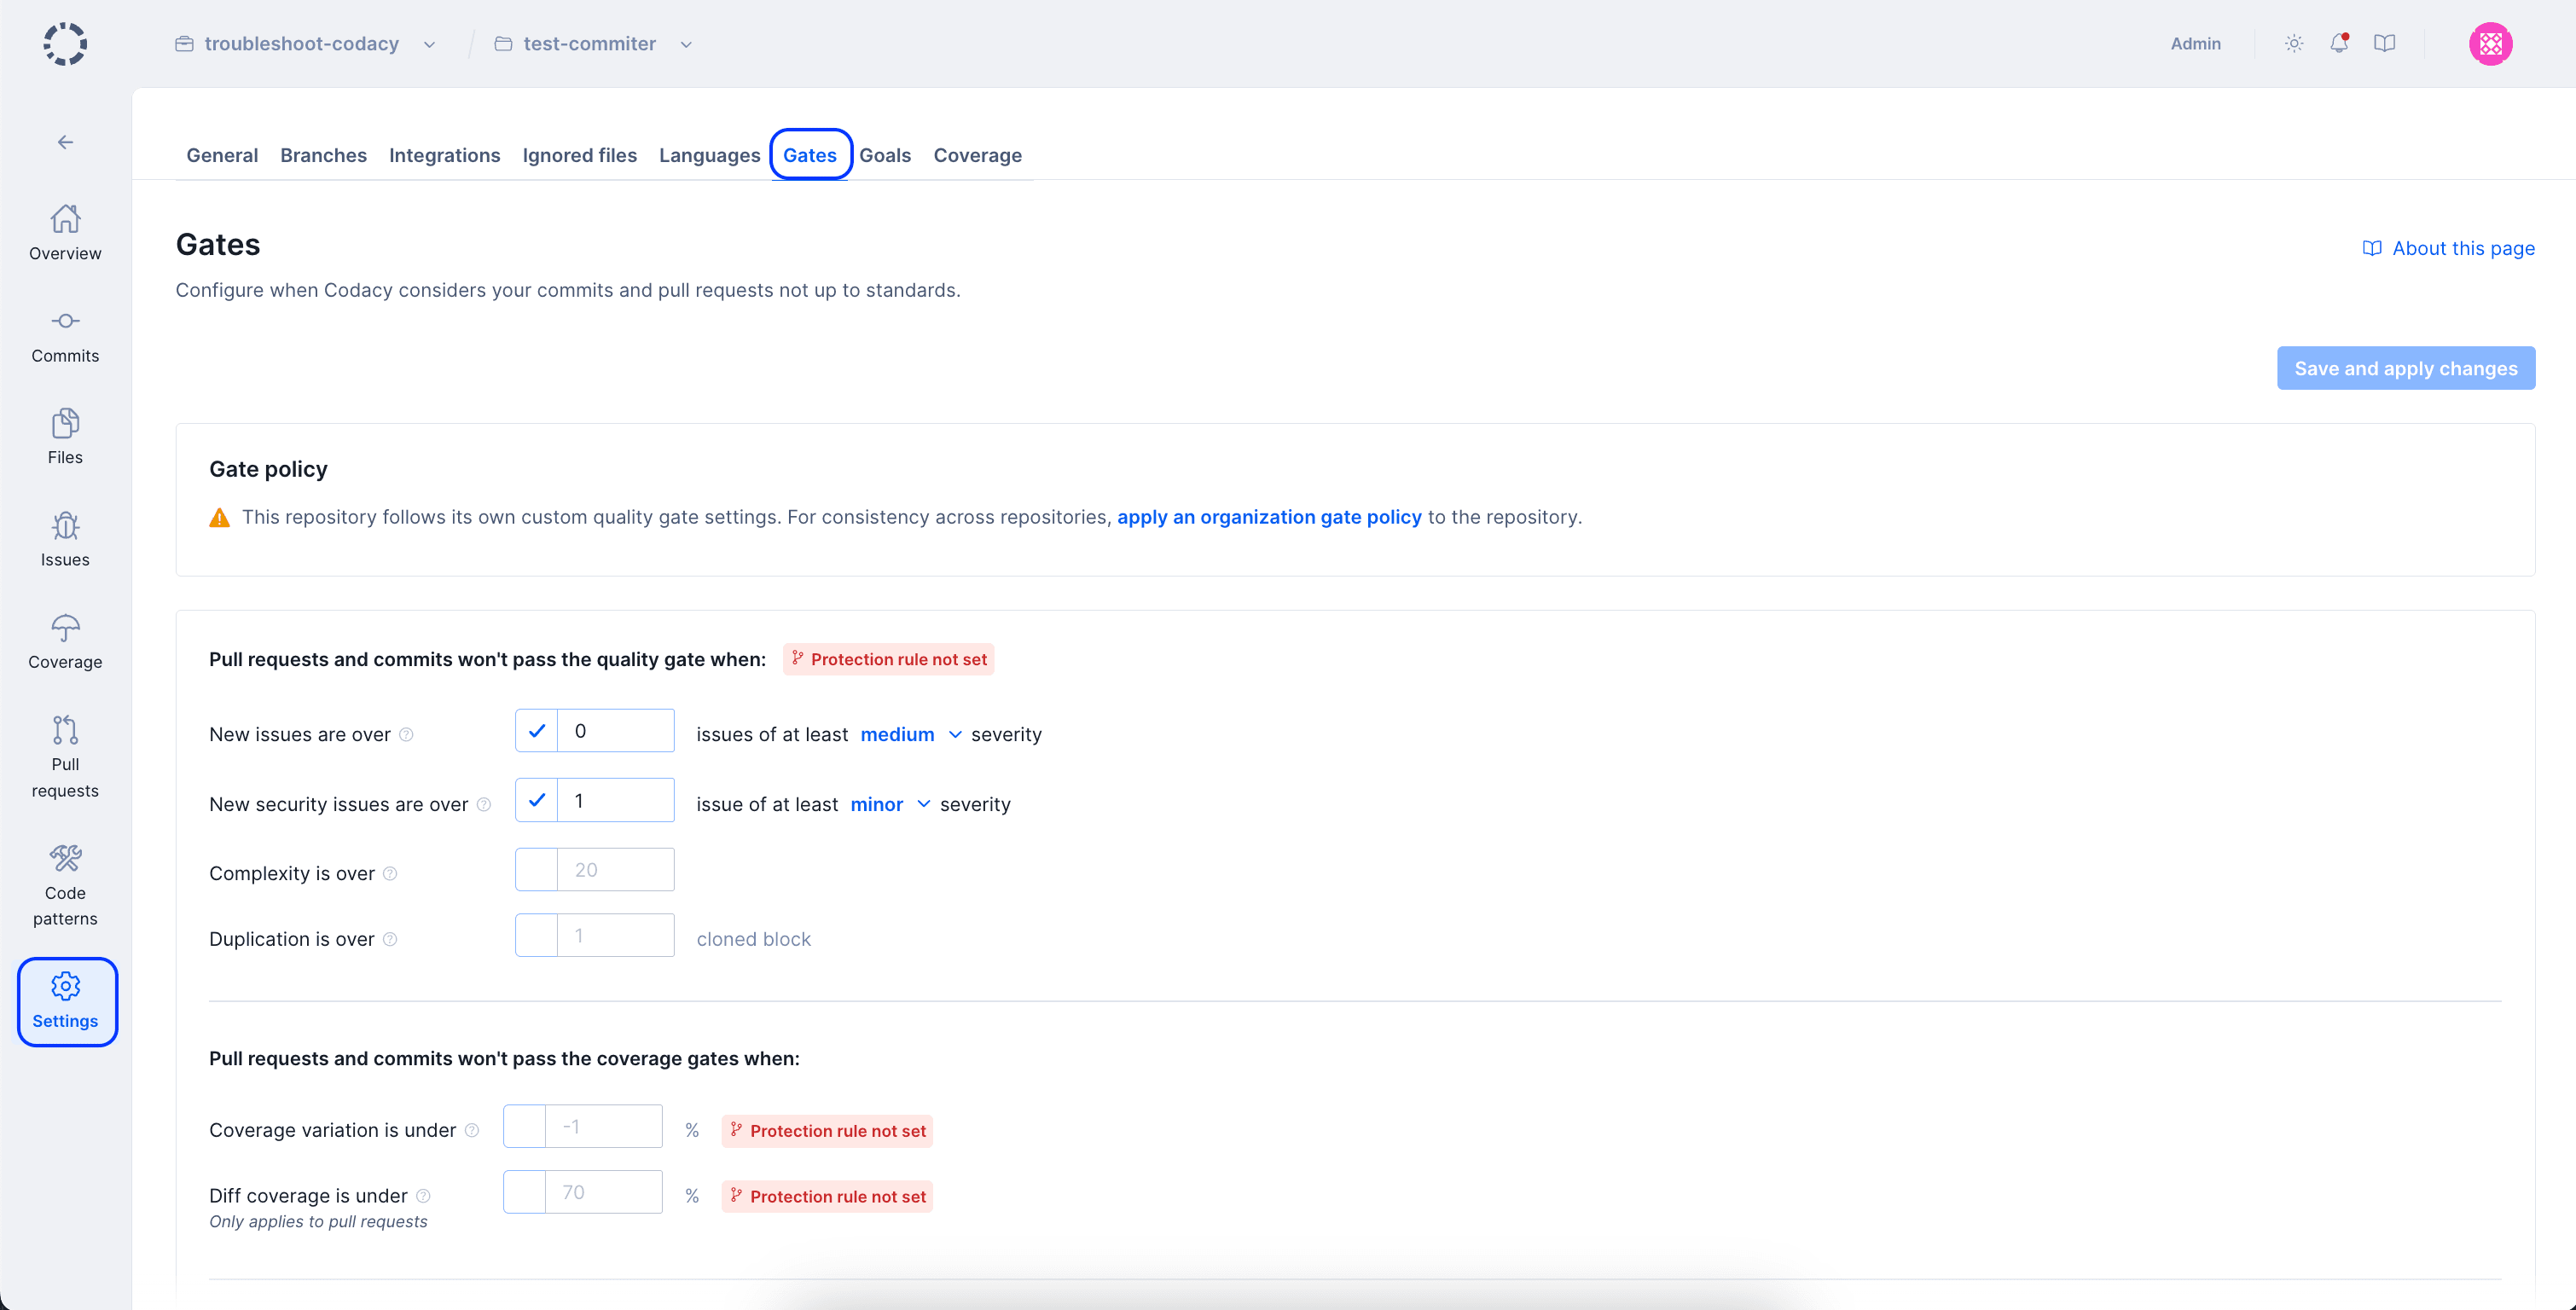 troubleshoot-codacy
test-commiter
Admin
General Branches Integrations Ignored files Languages Gates Goals Coverage
Overview
Commits
Files
Issues
Coverage
Pull
requests
Code
patterns
Settings
Gates
About this page
Configure when Codacy considers your commits and pull requests not up to standards.
Save and apply changes
Gate policy
This repository follows its own custom quality gate settings. For consistency across repositories, apply an organization gate policy to the repository.
Pull requests and commits won't pass the quality gate when: Protection rule not set
New issues are over 0 issues of at least medium severity
New security issues are over 1 issue of at least minor severity
Complexity is over 20
Duplication is over 1 cloned block
Pull requests and commits won't pass the coverage gates when:
Coverage variation is under -1 % Protection rule not set
Diff coverage is under 70 % Protection rule not set
Only applies to pull requests